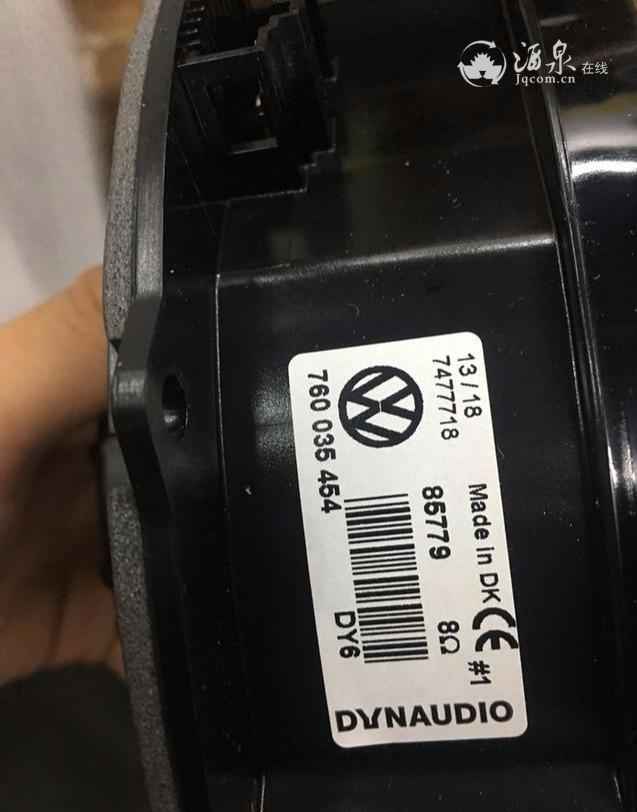 酒泉在线
Jqcom.cn
13/18
7477718
Made in DK CE
85779 8Ω #1
760 035 454
DY6
DYNAUDIO